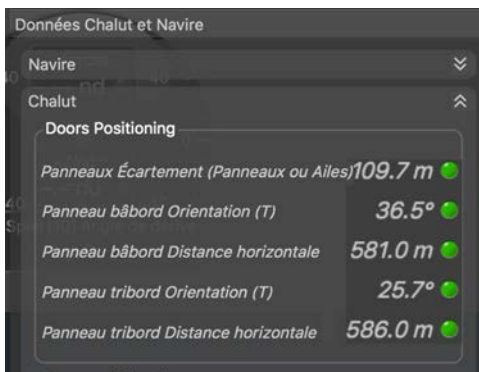 Données Chalut et Navire
Navire
Chalut
Doors Positioning
Panneaux Écartement (Panneaux ou Ailes) 109.7 m
Panneau bâbord Orientation (T) 36.5°
Panneau bâbord Distance horizontale 581.0 m
Panneau tribord Orientation (T) 25.7°
Panneau tribord Distance horizontale 586.0 m